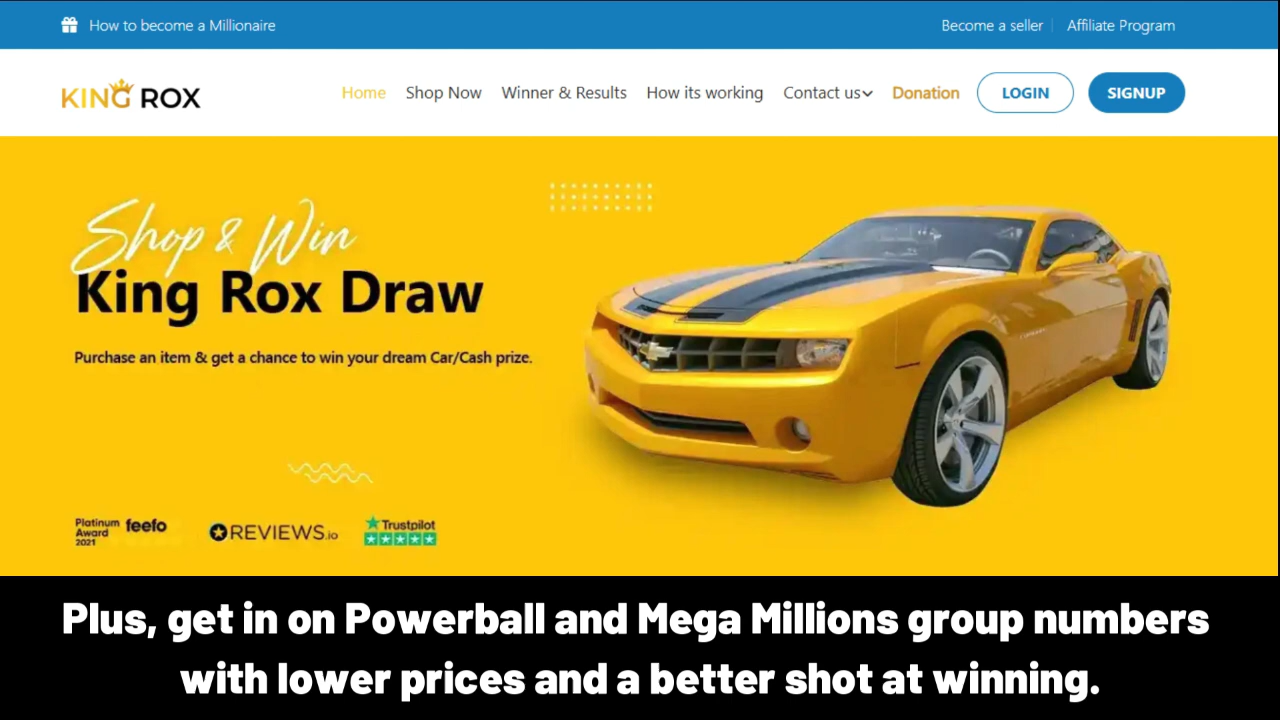 How to become a Millionaire
Become a seller
Affiliate Program
KING ROX
Home
Shop Now
Winner & Results
How its working
Contact us
Donation
LOGIN
SIGNUP
Shop & Win
King Rox Draw
Purchase an item & get a chance to win your dream Car/Cash prize.
Platinum
Award
2021
feefo
REVIEWS.io
Trustpilot
Plus, get in on Powerball and Mega Millions group numbers
with lower prices and a better shot at winning.